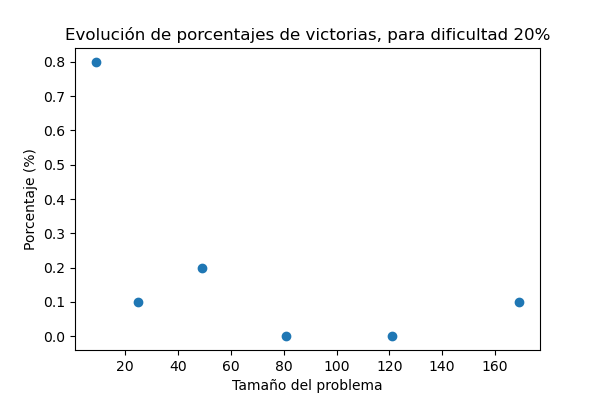 Evolución de porcentajes de victorias, para dificultad 20%
0.8
0.7
0.6
0.5
0.4
0.3
0.2
0.1
0.0
Porcentaje (%)
20 40 60 80 100 120 140 160
Tamaño del problema